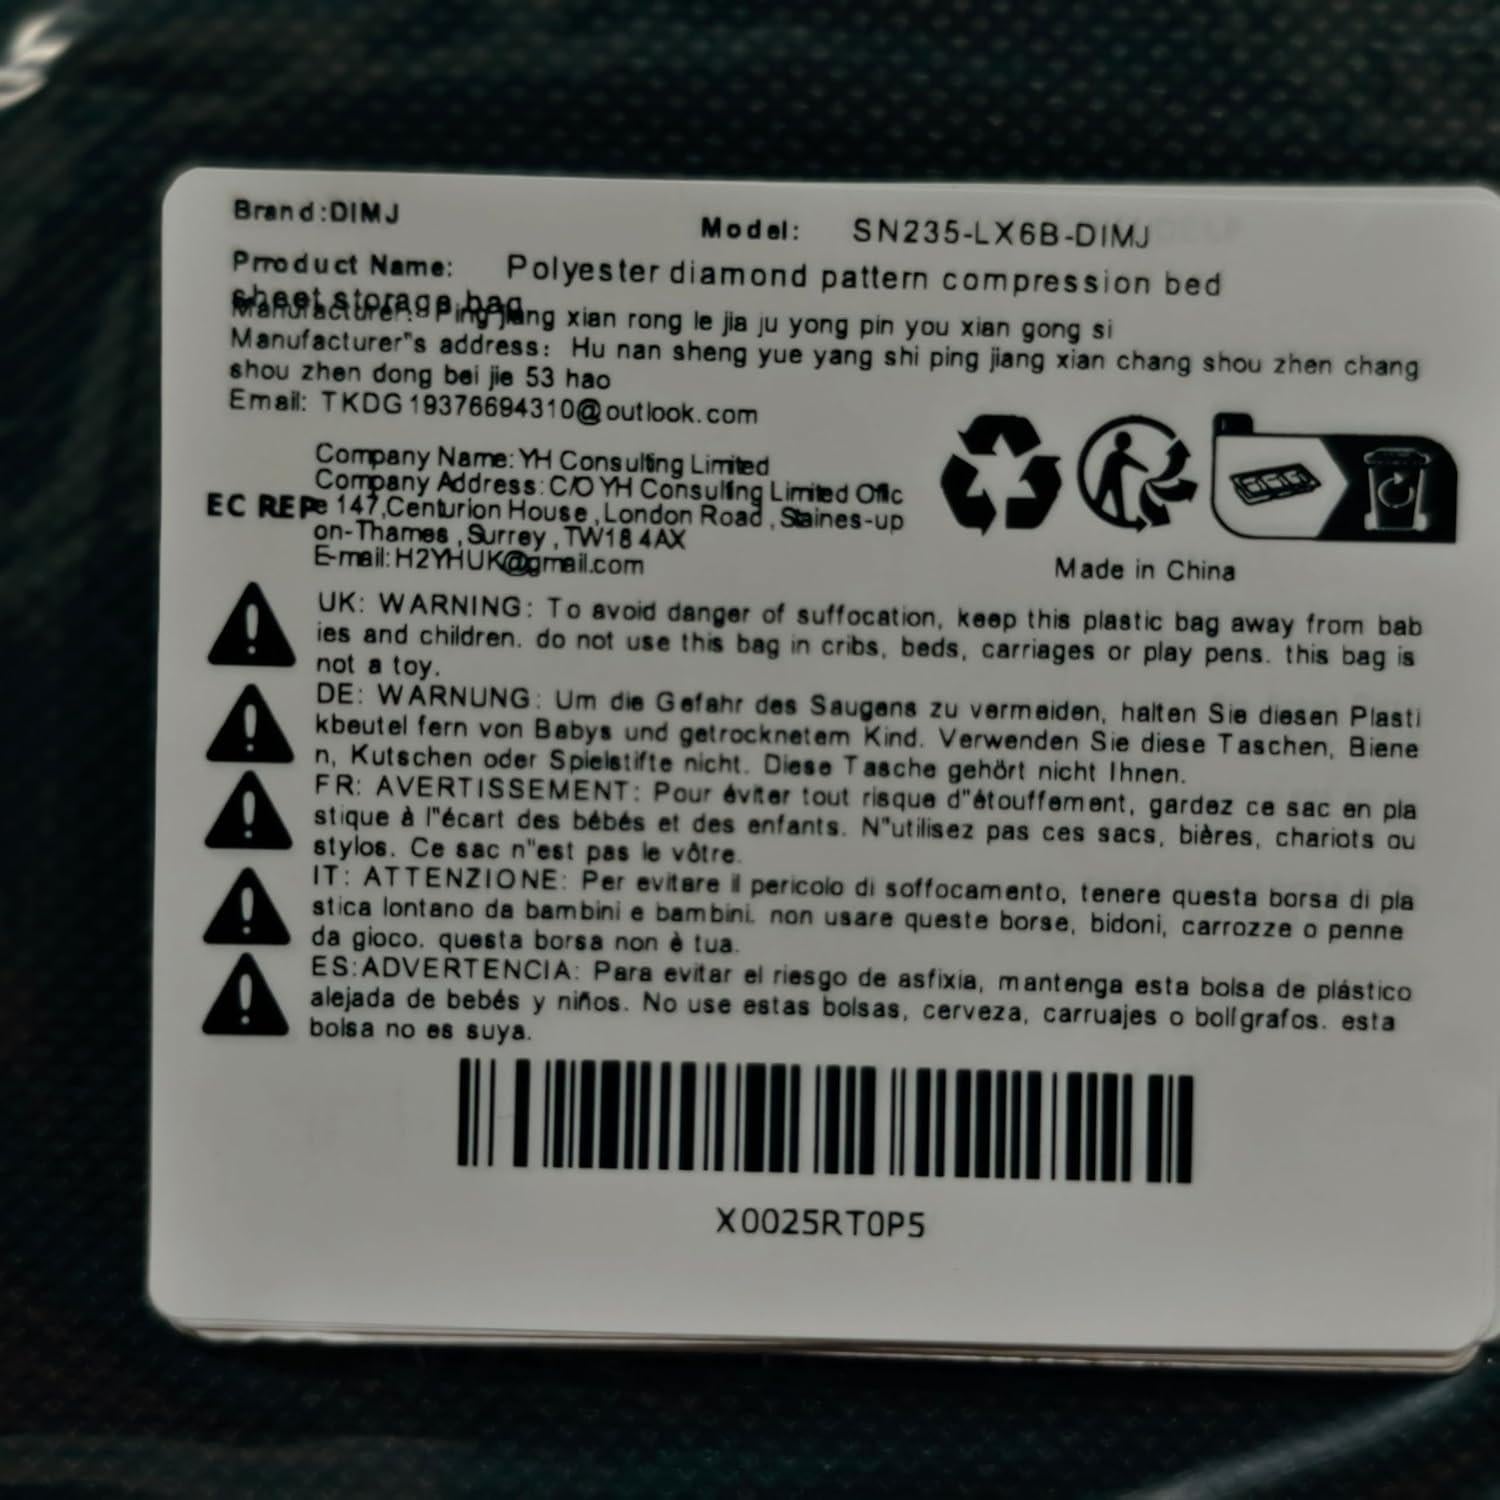 Brand:DIMJ
Model: SN235-LX6B-DIMJ
Prroduct Name: Polyester diamond pattern compression bed
sheet storage bag
Manufacturer: Ping jiang xian rong le jia ju yong pin you xian gong si
Manufacturer"s address: Hu nan sheng yue yang shi ping jiang xian chang shou zhen chang
shou zhen dong bei jie 53 hao
Email: TKDG19376694310@outlook.com
EC REP
Company Name:YH Consulting Limited
Company Address:C/O YH Consulting Limited Offic
e 147,Centurion House,London Road,Staines-up
on-Thames,Surrey,TW18 4AX
E-mail:H2YHUK@gmail.com
Made in China
UK: WARNING: To avoid danger of suffocation, keep this plastic bag away from bab
ies and children. do not use this bag in cribs, beds, carriages or play pens. this bag is
not a toy.
DE: WARNUNG: Um die Gefahr des Saugens zu vermeiden, halten Sie diesen Plasti
kbeutel fern von Babys und getrocknetem Kind. Verwenden Sie diese Taschen, Biene
n, Kutschen oder Spielstifte nicht. Diese Tasche gehört nicht Ihnen.
FR: AVERTISSEMENT: Pour éviter tout risque d"étouffement, gardez ce sac en pla
stique à l"écart des bébés et des enfants. N"utilisez pas ces sacs, bières, chariots ou
stylos. Ce sac n"est pas le vôtre.
IT: ATTENZIONE: Per evitare il pericolo di soffocamento, tenere questa borsa di pla
stica lontano da bambini e bambini. non usare queste borse, bidoni, carrozze o penne
da gioco. questa borsa non è tua.
ES:ADVERTENCIA: Para evitar el riesgo de asfixia, mantenga esta bolsa de plástico
alejada de bebés y niños. No use estas bolsas, cerveza, carruajes o bolígrafos. esta
bolsa no es suya.
X0025RT0P5